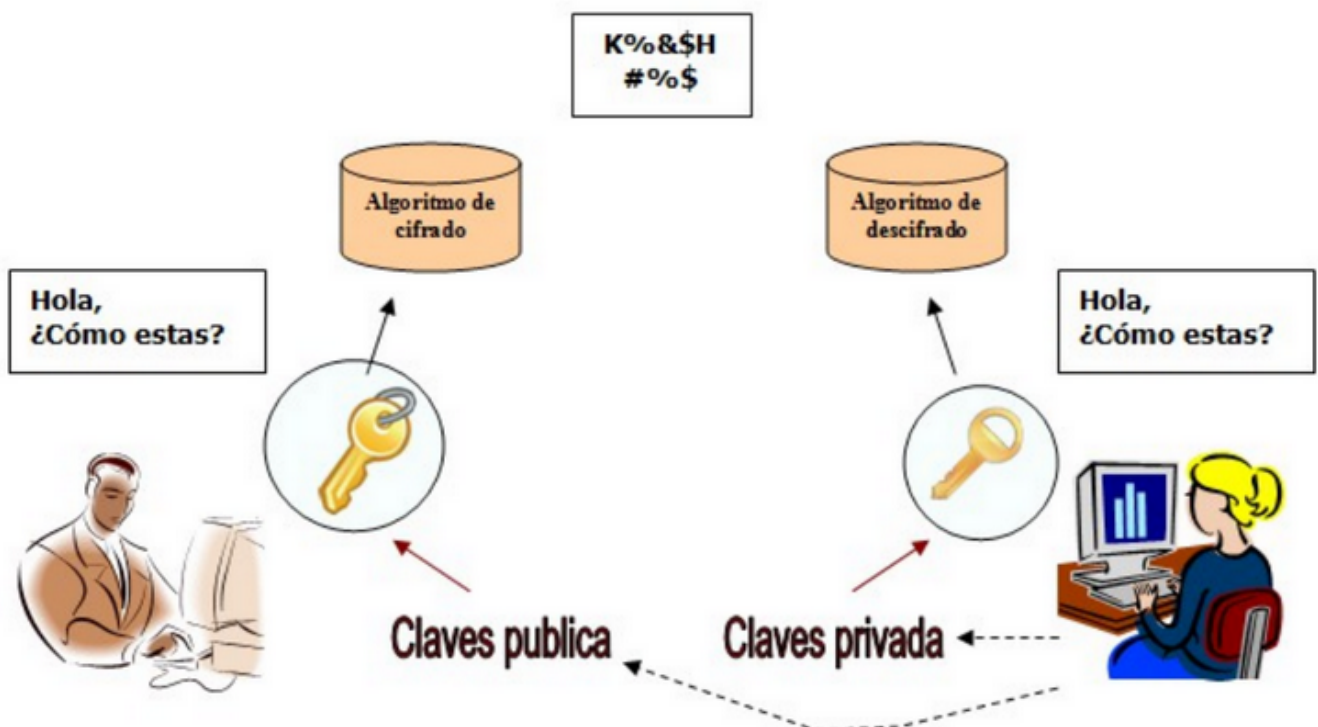 K%&$H
#%$
Algoritmo de
cifrado
Algoritmo de
descifrado
Hola,
¿Cómo estas?
Hola,
¿Cómo estas?
Claves publica
Claves privada